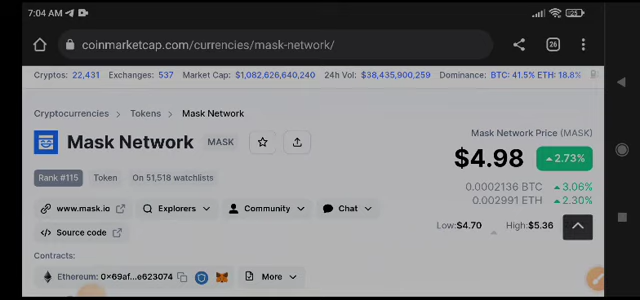 7:04 AM
25
coinmarketcap.com/currencies/mask-network/
26
Cryptos: 22,431 Exchanges: 537 Market Cap: $1,082,626,640,240 24h Vol: $38,435,900,259 Dominance: BTC: 41.5% ETH: 18.8%
Cryptocurrencies > Tokens > Mask Network
Mask Network MASK
Mask Network Price (MASK)
$4.98 ▲2.73%
Rank #115 Token On 51,518 watchlists
0.0002136 BTC ▲3.06%
0.002991 ETH ▲2.30%
www.mask.io Explorers Community Chat
Low:$4.70 High:$5.36
</> Source code
Contracts:
Ethereum: 0x69af...e623074 More